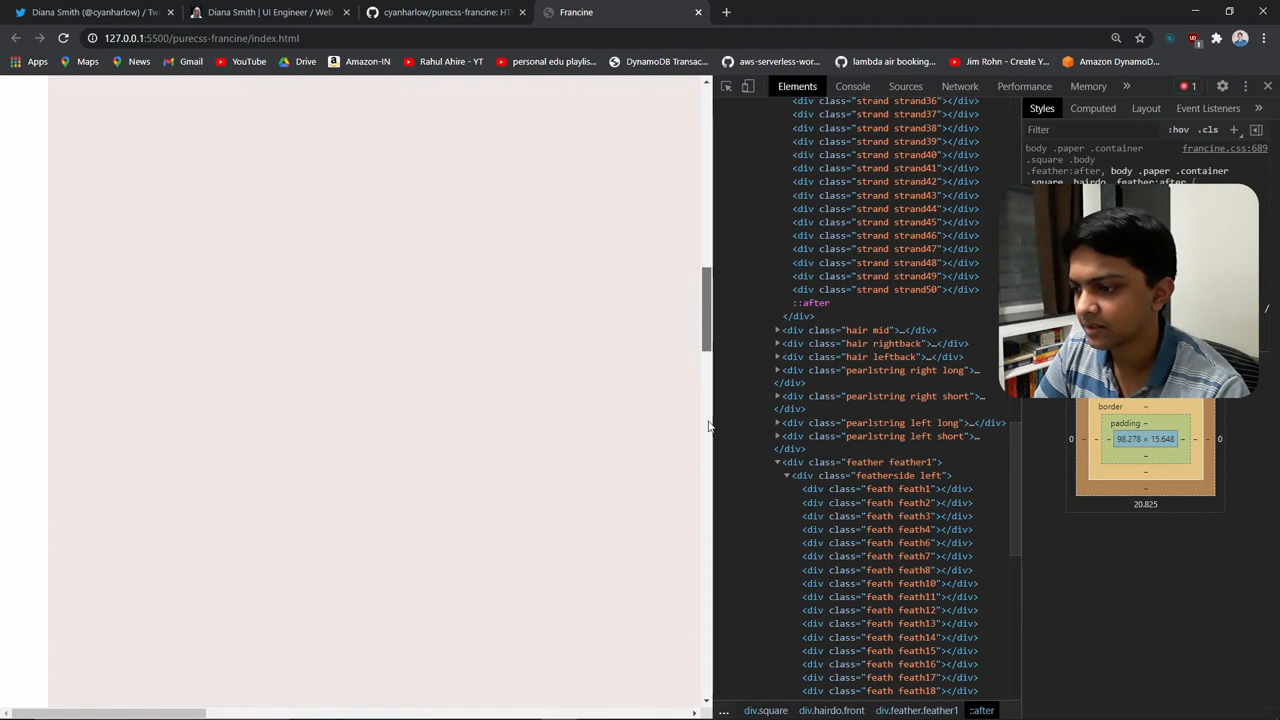 Diana Smith (@cyanharlow) / Twi
Diana Smith | UI Engineer / Web
cyanharlow/purecss-francine: HT
Francine
127.0.0.1:5500/purecss-francine/index.html
Apps
Maps
News
Gmail
YouTube
Drive
Amazon-IN
Rahul Ahire - YT
personal edu playlis...
DynamoDB Transac...
aws-serverless-wo...
lambda air booking...
Jim Rohn - Create Y...
Amazon DynamoD...
Elements Console Sources Network Performance Memory » 1
<div class="strand strand36"></div>
<div class="strand strand37"></div>
<div class="strand strand38"></div>
<div class="strand strand39"></div>
<div class="strand strand40"></div>
<div class="strand strand41"></div>
<div class="strand strand42"></div>
<div class="strand strand43"></div>
<div class="strand strand44"></div>
<div class="strand strand45"></div>
<div class="strand strand46"></div>
<div class="strand strand47"></div>
<div class="strand strand48"></div>
<div class="strand strand49"></div>
<div class="strand strand50"></div>
::after
</div>
<div class="hair mid">…</div>
<div class="hair rightback">…</div>
<div class="hair leftback">…</div>
<div class="pearlstring right long">…
</div>
<div class="pearlstring right short">…
</div>
<div class="pearlstring left long">…</div>
<div class="pearlstring left short">…
</div>
<div class="feather feather1">
<div class="featherside left">
<div class="feath feath1"></div>
<div class="feath feath2"></div>
<div class="feath feath3"></div>
<div class="feath feath4"></div>
<div class="feath feath6"></div>
<div class="feath feath7"></div>
<div class="feath feath8"></div>
<div class="feath feath10"></div>
<div class="feath feath11"></div>
<div class="feath feath12"></div>
<div class="feath feath13"></div>
<div class="feath feath14"></div>
<div class="feath feath15"></div>
<div class="feath feath16"></div>
<div class="feath feath17"></div>
<div class="feath feath18"></div>
... div.square div.hairdo.front div.feather.feather1 ::after
Styles Computed Layout Event Listeners »
Filter :hov .cls +
body .paper .container francine.css:689
.square .body
.feather:after, body .paper .container
.square .hairdo .feather:after {
border –
padding –
0 – – 98.278 × 15.648 – – 0
–
–
–
20.825